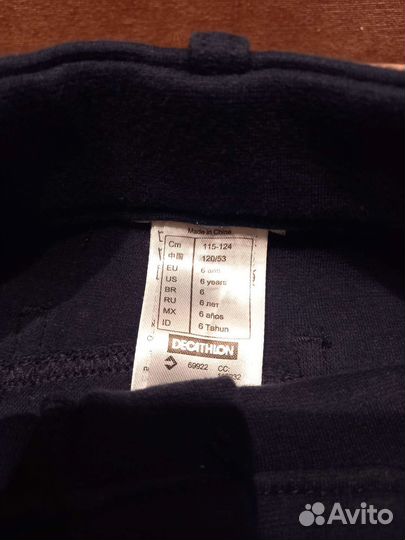 Made in China
Cm 115-124
中国 120/53
EU 6 ans
US 6 years
BR 6
RU 6 лет
MX 6 años
ID 6 Tahun
DECATHLON
69922 CC:
Avito